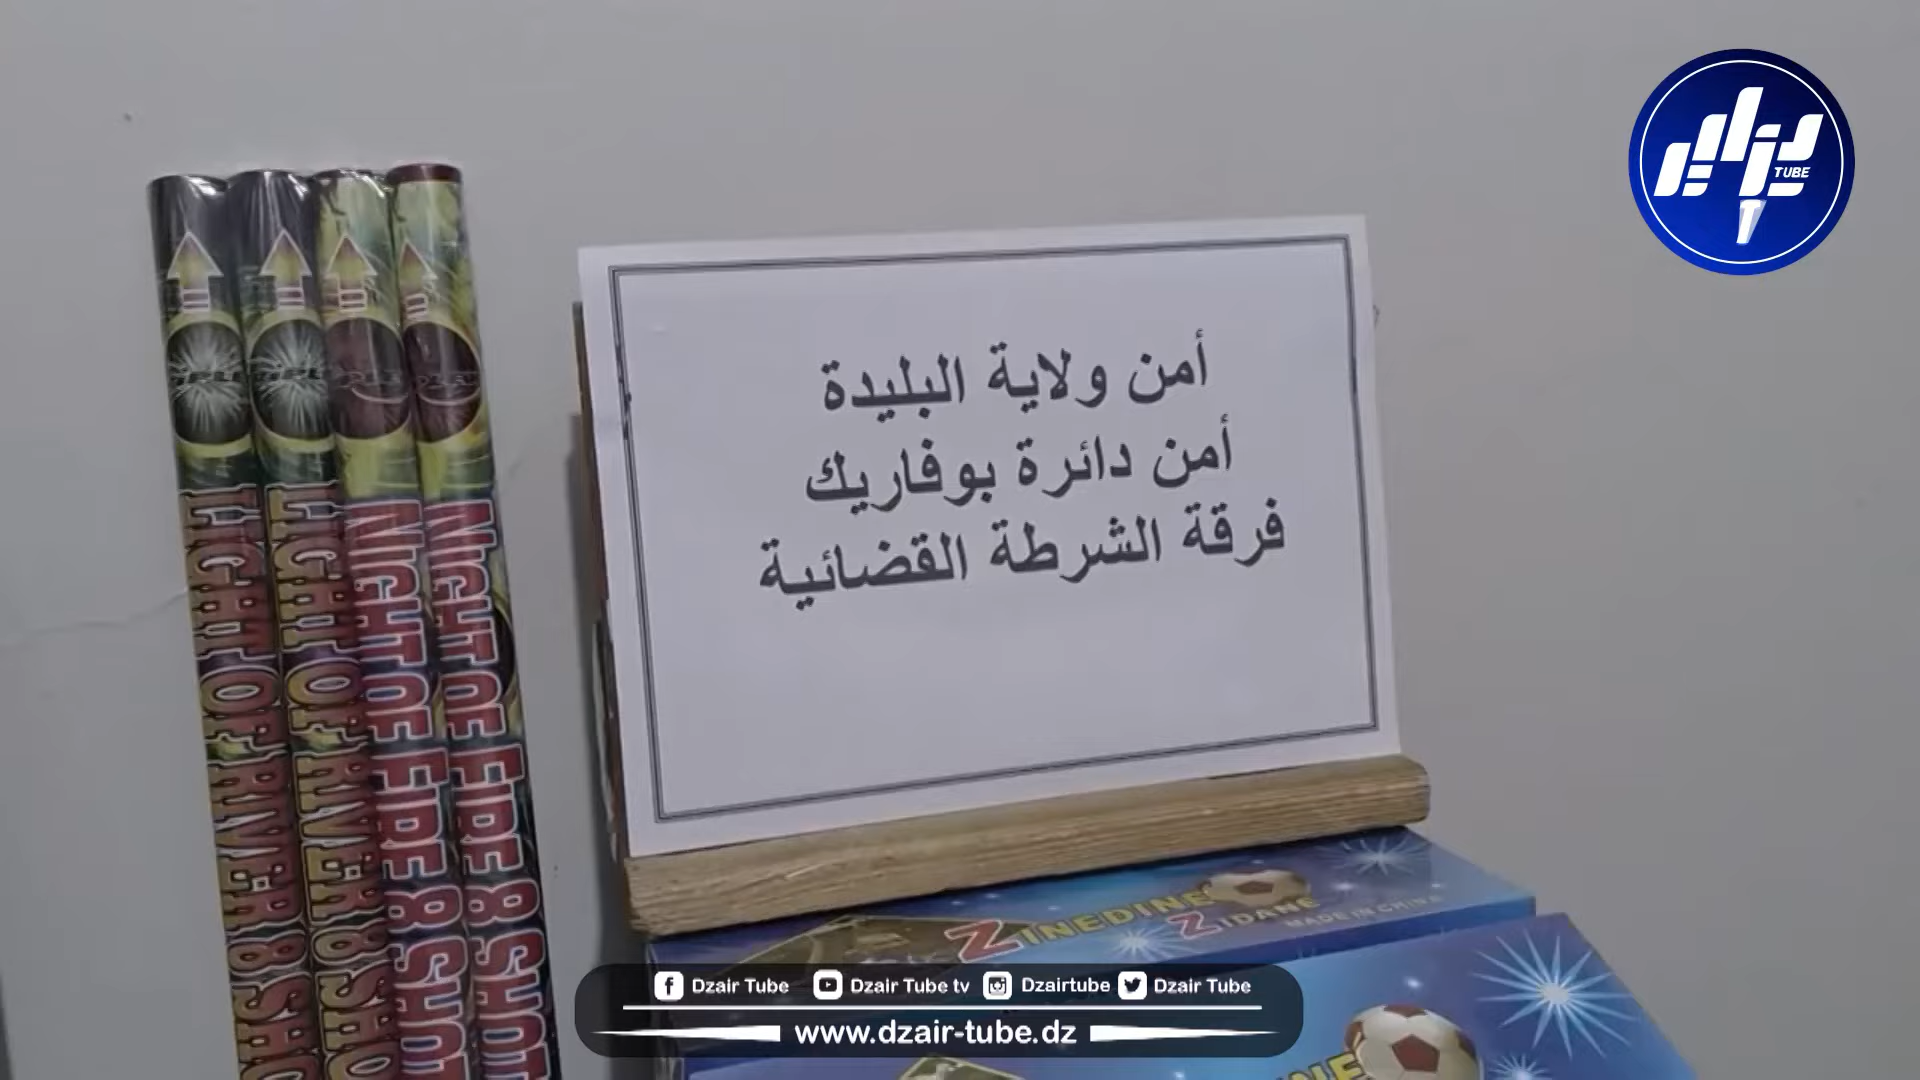 دزاير
TUBE
أمن ولاية البليدة
أمن دائرة بوفاريك
فرقة الشرطة القضائية
LIGHT OF RIVER 8 SHO
LIGHT OF RIVER 8 SHO
NIGHT OF FIRE 8 SHOT
NIGHT OF FIRE 8 SHOT
ZINEDINE ZIDANE
MADE IN CHINA
Dzair Tube Dzair Tube tv Dzairtube Dzair Tube
www.dzair-tube.dz